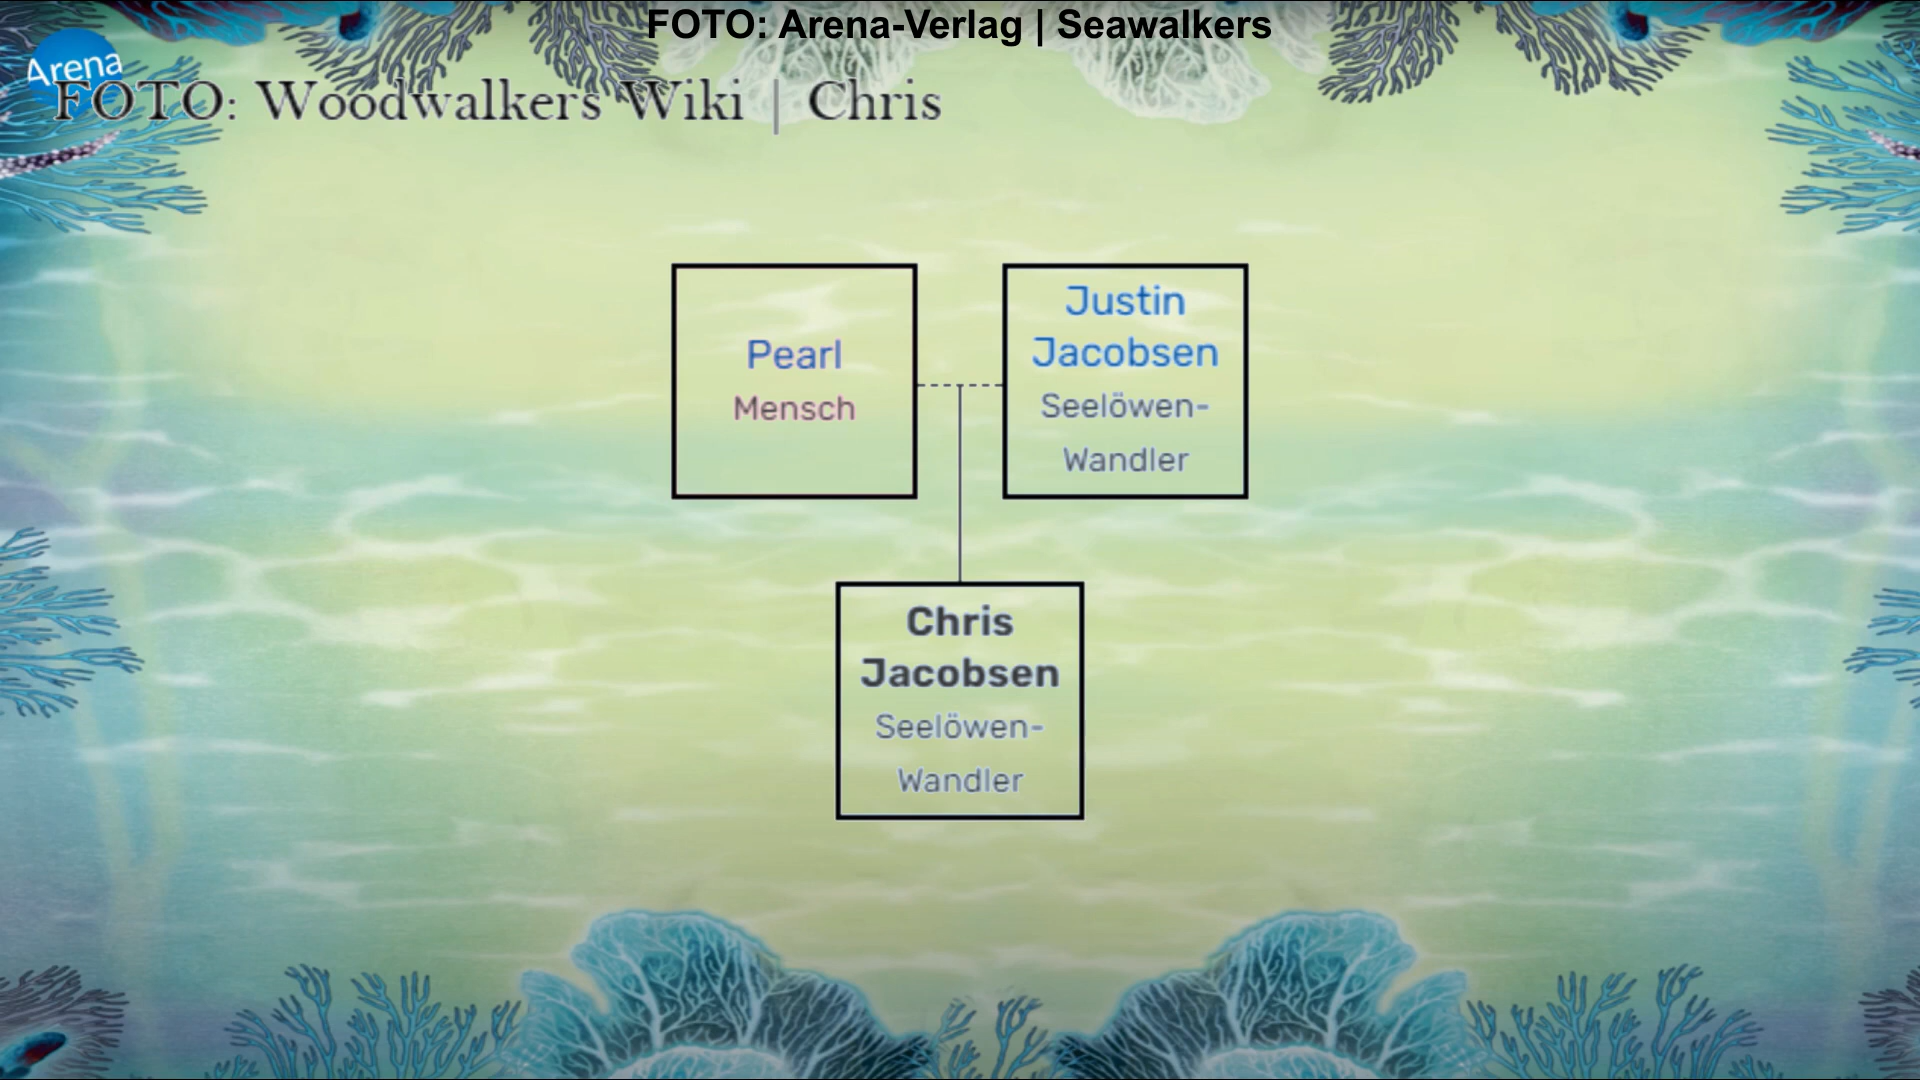 FOTO: Arena-Verlag | Seawalkers
Arena
FOTO: Woodwalkers Wiki | Chris
Pearl
Mensch
Justin
Jacobsen
Seelöwen-
Wandler
Chris
Jacobsen
Seelöwen-
Wandler